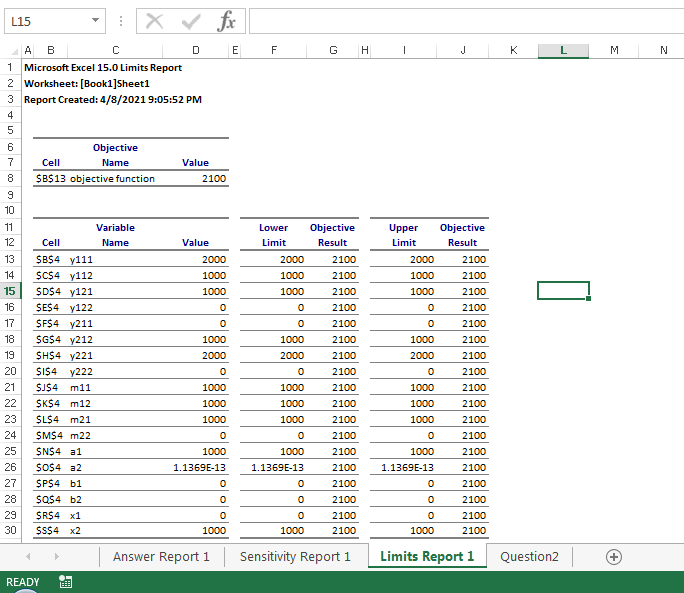 L15 fx
A B C D E F G H I J K L M N
1 Microsoft Excel 15.0 Limits Report
2 Worksheet: [Book1]Sheet1
3 Report Created: 4/8/2021 9:05:52 PM
4
5
6 Objective
7 Cell Name Value
8 $B$13 objective function 2100
9
10
11 Variable Lower Objective Upper Objective
12 Cell Name Value Limit Result Limit Result
13 $B$4 y111 2000 2000 2100 2000 2100
14 $C$4 y112 1000 1000 2100 1000 2100
15 $D$4 y121 1000 1000 2100 1000 2100
16 $E$4 y122 0 0 2100 0 2100
17 $F$4 y211 0 0 2100 0 2100
18 $G$4 y212 1000 1000 2100 1000 2100
19 $H$4 y221 2000 2000 2100 2000 2100
20 $I$4 y222 0 0 2100 0 2100
21 $J$4 m11 1000 1000 2100 1000 2100
22 $K$4 m12 1000 1000 2100 1000 2100
23 $L$4 m21 1000 1000 2100 1000 2100
24 $M$4 m22 0 0 2100 0 2100
25 $N$4 a1 1000 1000 2100 1000 2100
26 $O$4 a2 1.1369E-13 1.1369E-13 2100 1.1369E-13 2100
27 $P$4 b1 0 0 2100 0 2100
28 $Q$4 b2 0 0 2100 0 2100
29 $R$4 x1 0 0 2100 0 2100
30 $S$4 x2 1000 1000 2100 1000 2100
Answer Report 1 Sensitivity Report 1 Limits Report 1 Question2
READY